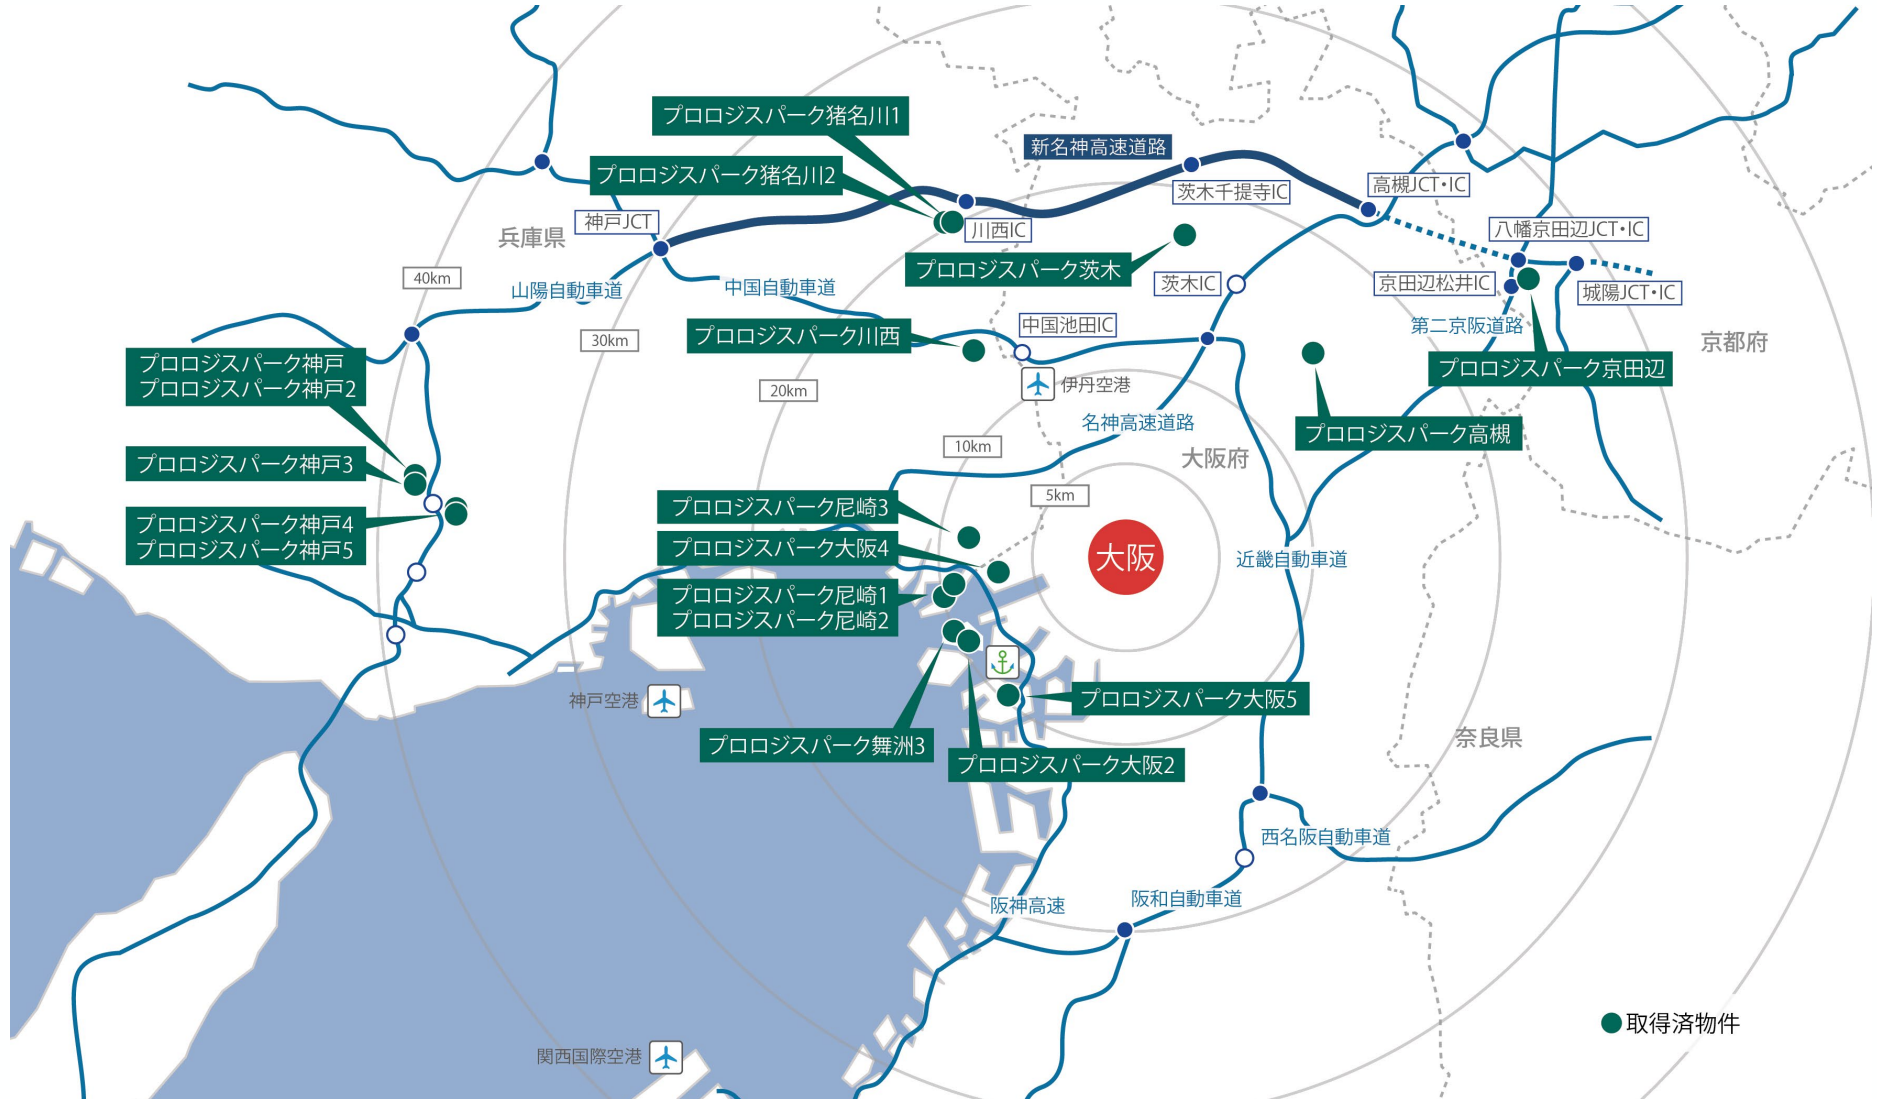 プロロジスパーク猪名川1
新名神高速道路
プロロジスパーク猪名川2
茨木千提寺IC
高槻JCT・IC
神戸JCT
川西IC
八幡京田辺JCT・IC
兵庫県
プロロジスパーク茨木
40km
山陽自動車道
中国自動車道
茨木IC
京田辺松井IC
城陽JCT・IC
中国池田IC
第二京阪道路
プロロジスパーク川西
30km
京都府
プロロジスパーク神戸
プロロジスパーク神戸2
プロロジスパーク京田辺
20km
伊丹空港
名神高速道路
プロロジスパーク高槻
10km
大阪府
プロロジスパーク神戸3
5km
プロロジスパーク尼崎3
プロロジスパーク神戸4
プロロジスパーク神戸5
プロロジスパーク大阪4
大阪
近畿自動車道
プロロジスパーク尼崎1
プロロジスパーク尼崎2
神戸空港
プロロジスパーク大阪5
プロロジスパーク舞洲3
プロロジスパーク大阪2
奈良県
西名阪自動車道
阪神高速
阪和自動車道
取得済物件
関西国際空港